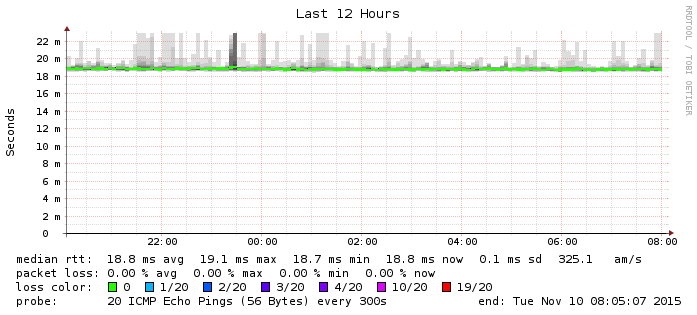 Last 12 Hours
RRDTOOL / TOBI OETIKER
Seconds
22 m
20 m
18 m
16 m
14 m
12 m
10 m
8 m
6 m
4 m
2 m
0
22:00 00:00 02:00 04:00 06:00 08:00
median rtt: 18.8 ms avg 19.1 ms max 18.7 ms min 18.8 ms now 0.1 ms sd 325.1 am/s
packet loss: 0.00 % avg 0.00 % max 0.00 % min 0.00 % now
loss color: 0 1/20 2/20 3/20 4/20 10/20 19/20
probe: 20 ICMP Echo Pings (56 Bytes) every 300s end: Tue Nov 10 08:05:07 2015